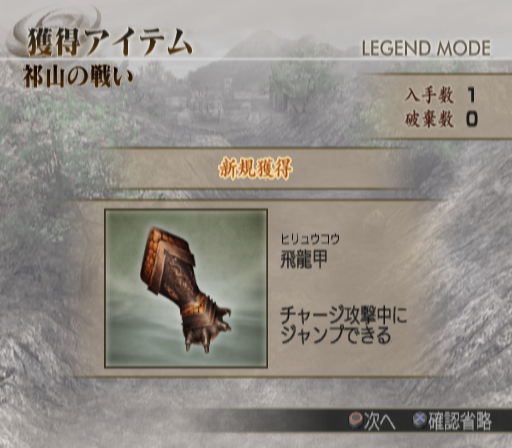 獲得アイテム
LEGEND MODE
祁山の戦い
入手数 1
破棄数 0
新規獲得
ヒリュウコウ
飛龍甲
チャージ攻撃中に
ジャンプできる
次へ 確認省略